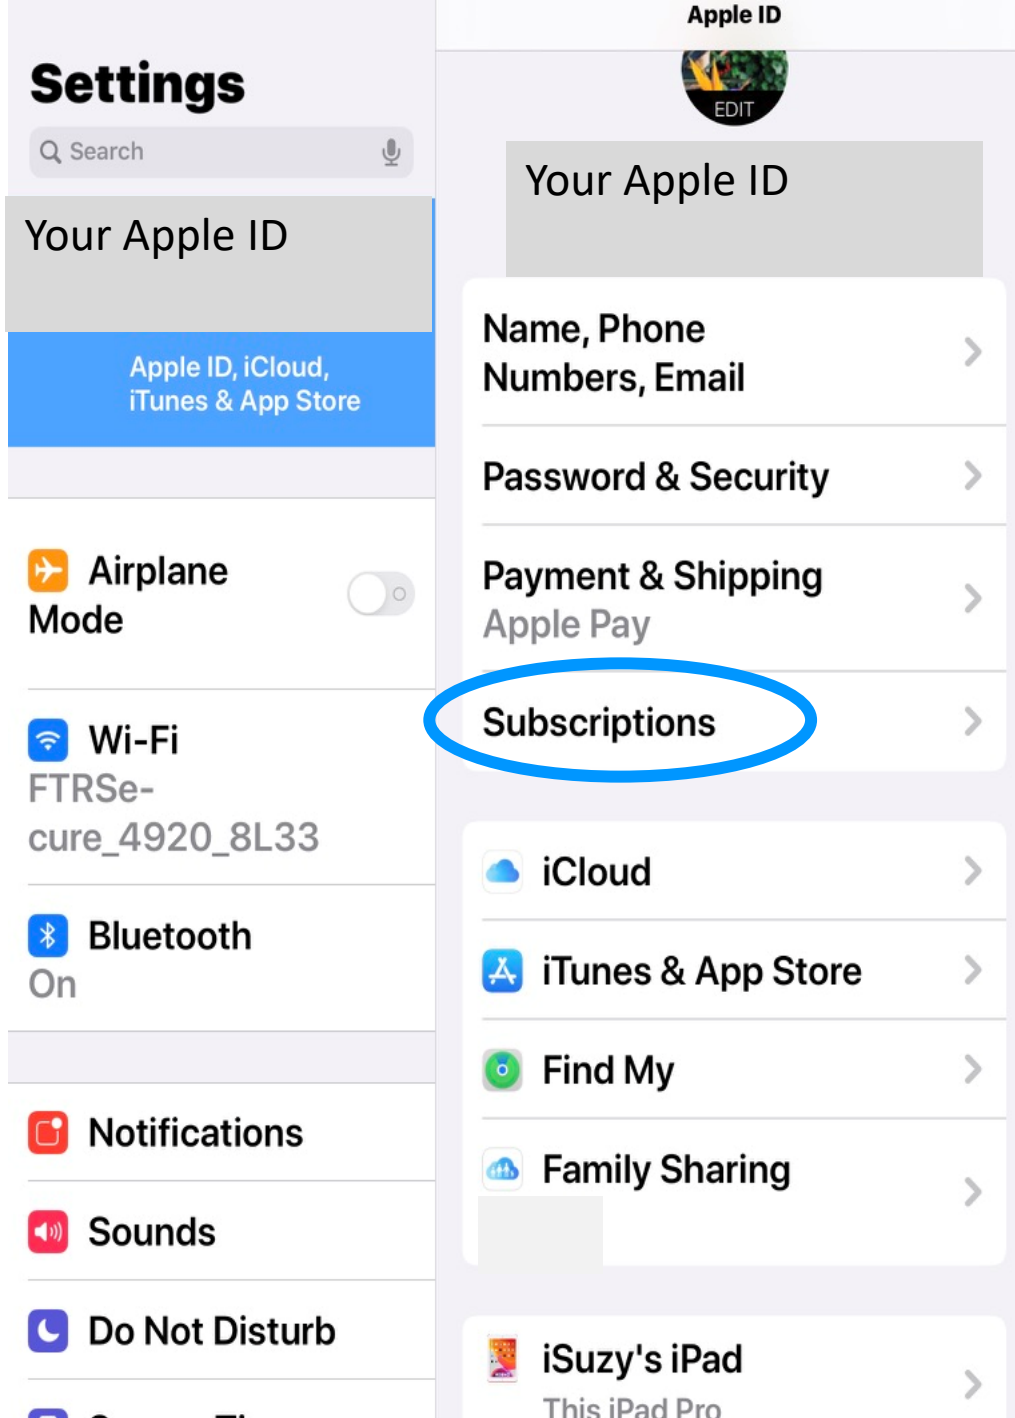 Settings
Search
Your Apple ID
Apple ID, iCloud,
iTunes & App Store
Airplane
Mode
Wi-Fi
FTRSe-
cure_4920_8L33
Bluetooth
On
Notifications
Sounds
Do Not Disturb
Apple ID
EDIT
Your Apple ID
Name, Phone
Numbers, Email
Password & Security
Payment & Shipping
Apple Pay
Subscriptions
iCloud
iTunes & App Store
Find My
Family Sharing
iSuzy's iPad
This iPad Pro